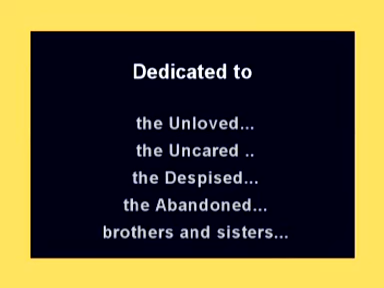 Dedicated to
the Unloved...
the Uncared ..
the Despised...
the Abandoned...
brothers and sisters...